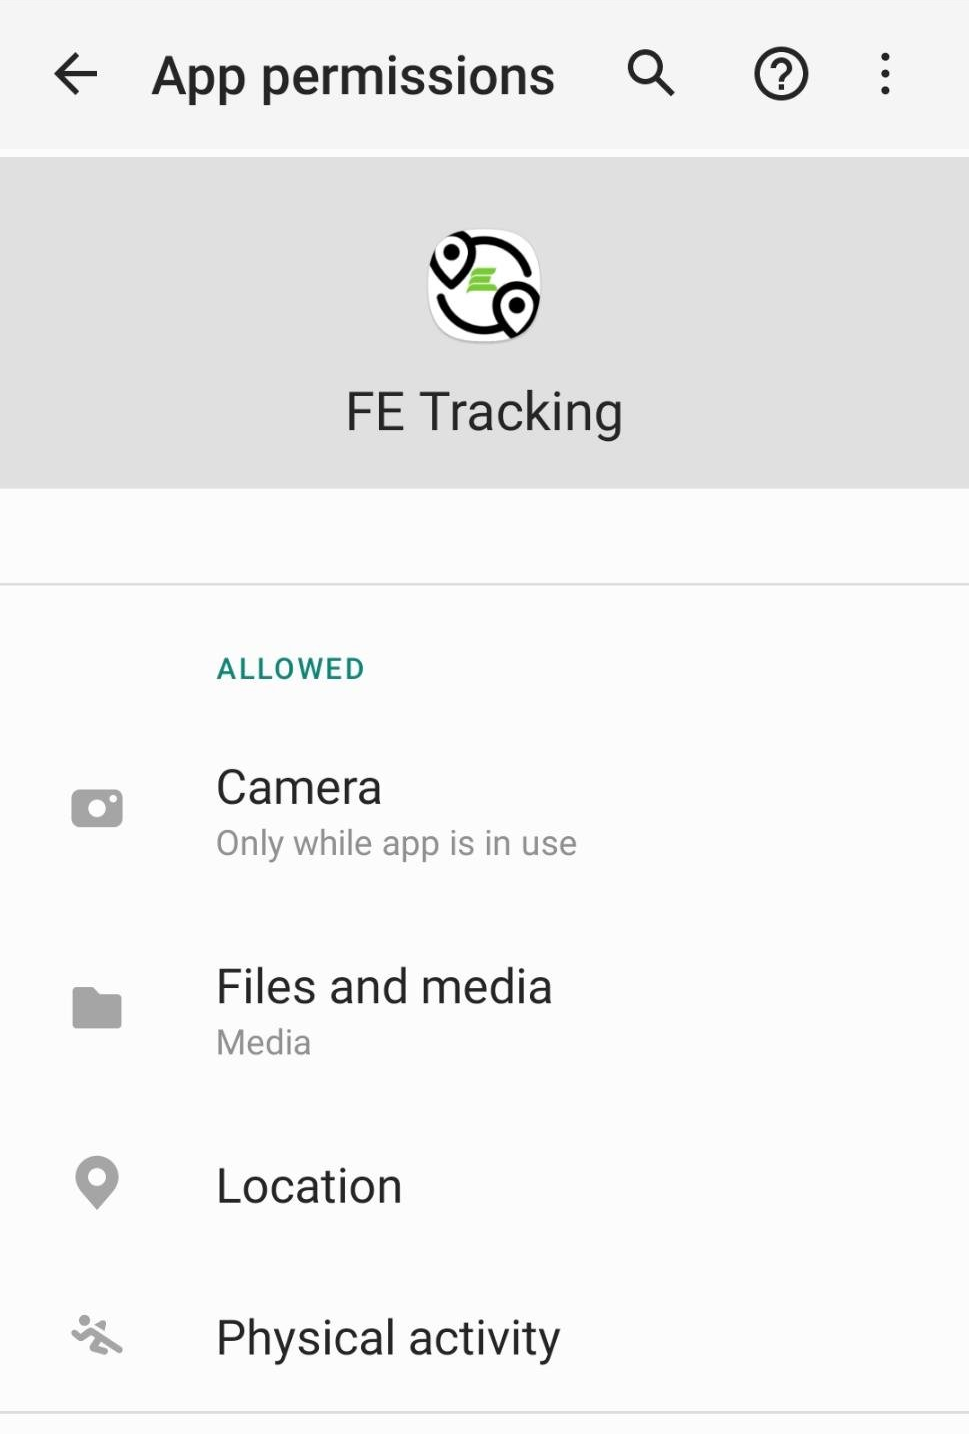 App permissions
FE Tracking
ALLOWED
Camera
Only while app is in use
Files and media
Media
Location
Physical activity